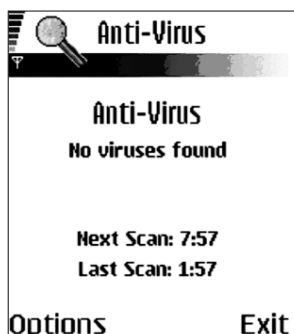 Anti-Virus
Anti-Virus
No viruses found
Next Scan: 7:57
Last Scan: 1:57
Options Exit